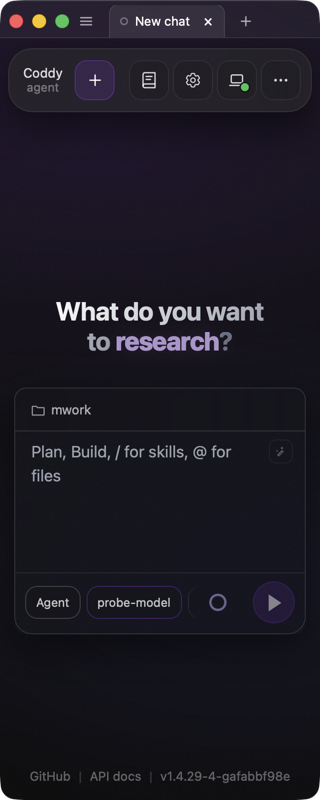 New chat
Coddy
agent
What do you want
to research?
mwork
Plan, Build, / for skills, @ for
files
Agent
probe-model
GitHub | API docs | v1.4.29-4-gafabbf98e